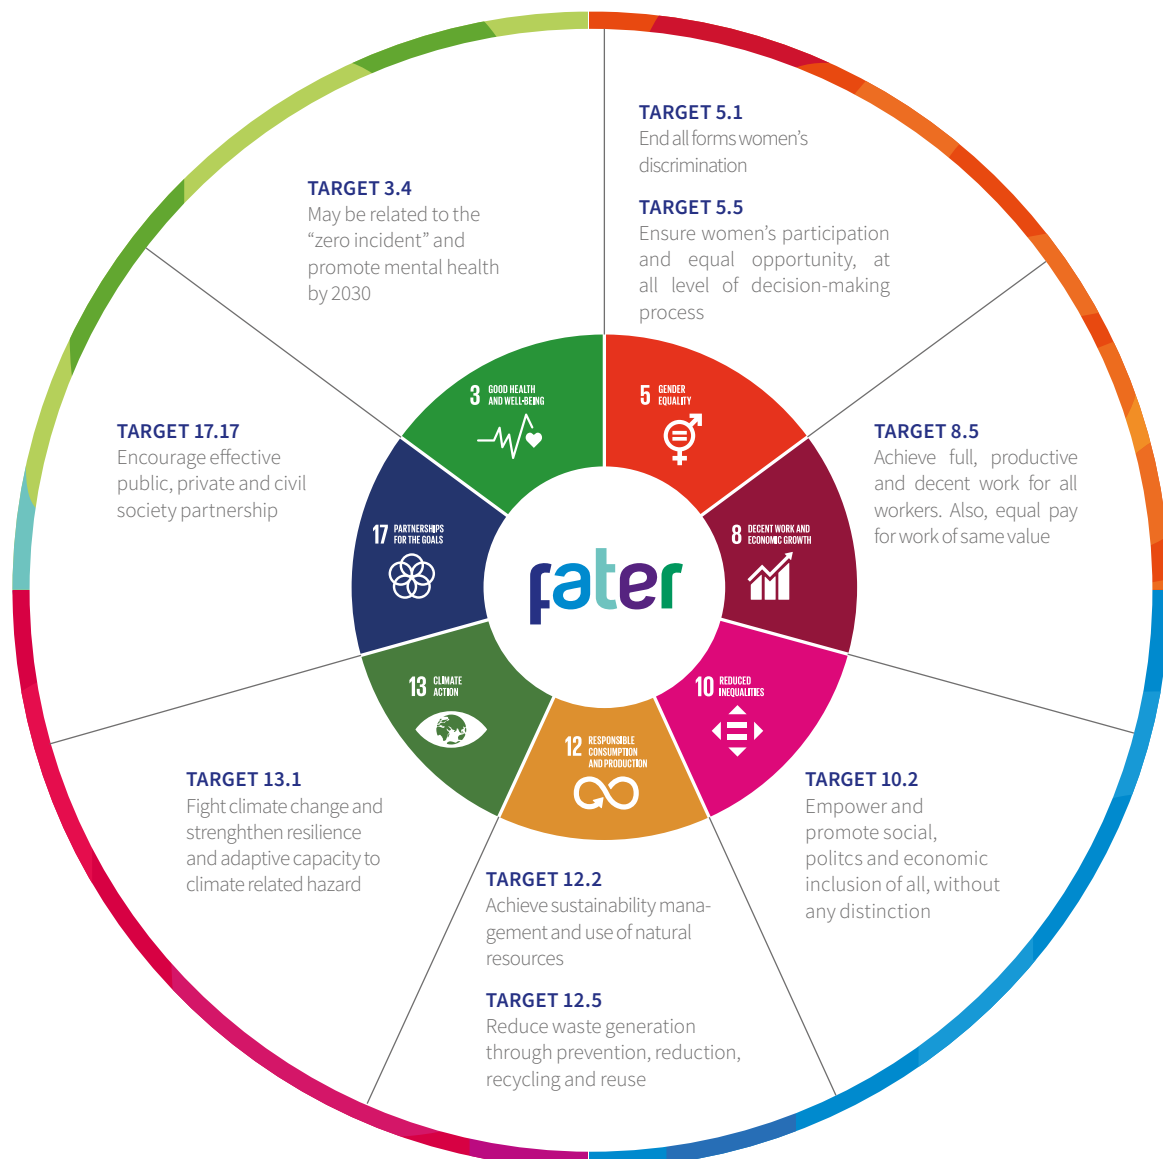 TARGET 5.1
End all forms women's
discrimination
TARGET 5.5
Ensure women's participation
and equal opportunity, at
all level of decision-making
process
TARGET 3.4
May be related to the
“zero incident” and
promote mental health
by 2030
3 GOOD HEALTH
AND WELL-BEING
5 GENDER
EQUALITY
TARGET 17.17
Encourage effective
public, private and civil
society partnership
TARGET 8.5
Achieve full, productive
and decent work for all
workers. Also, equal pay
for work of same value
17 PARTNERSHIPS
FOR THE GOALS
8 DECENT WORK AND
ECONOMIC GROWTH
fater
13 CLIMATE
ACTION
10 REDUCED
INEQUALITIES
12 RESPONSIBLE
CONSUMPTION
AND PRODUCTION
TARGET 13.1
Fight climate change and
strenghthen resilience
and adaptive capacity to
climate related hazard
TARGET 10.2
Empower and
promote social,
politcs and economic
inclusion of all, without
any distinction
TARGET 12.2
Achieve sustainability mana-
gement and use of natural
resources
TARGET 12.5
Reduce waste generation
through prevention, reduction,
recycling and reuse